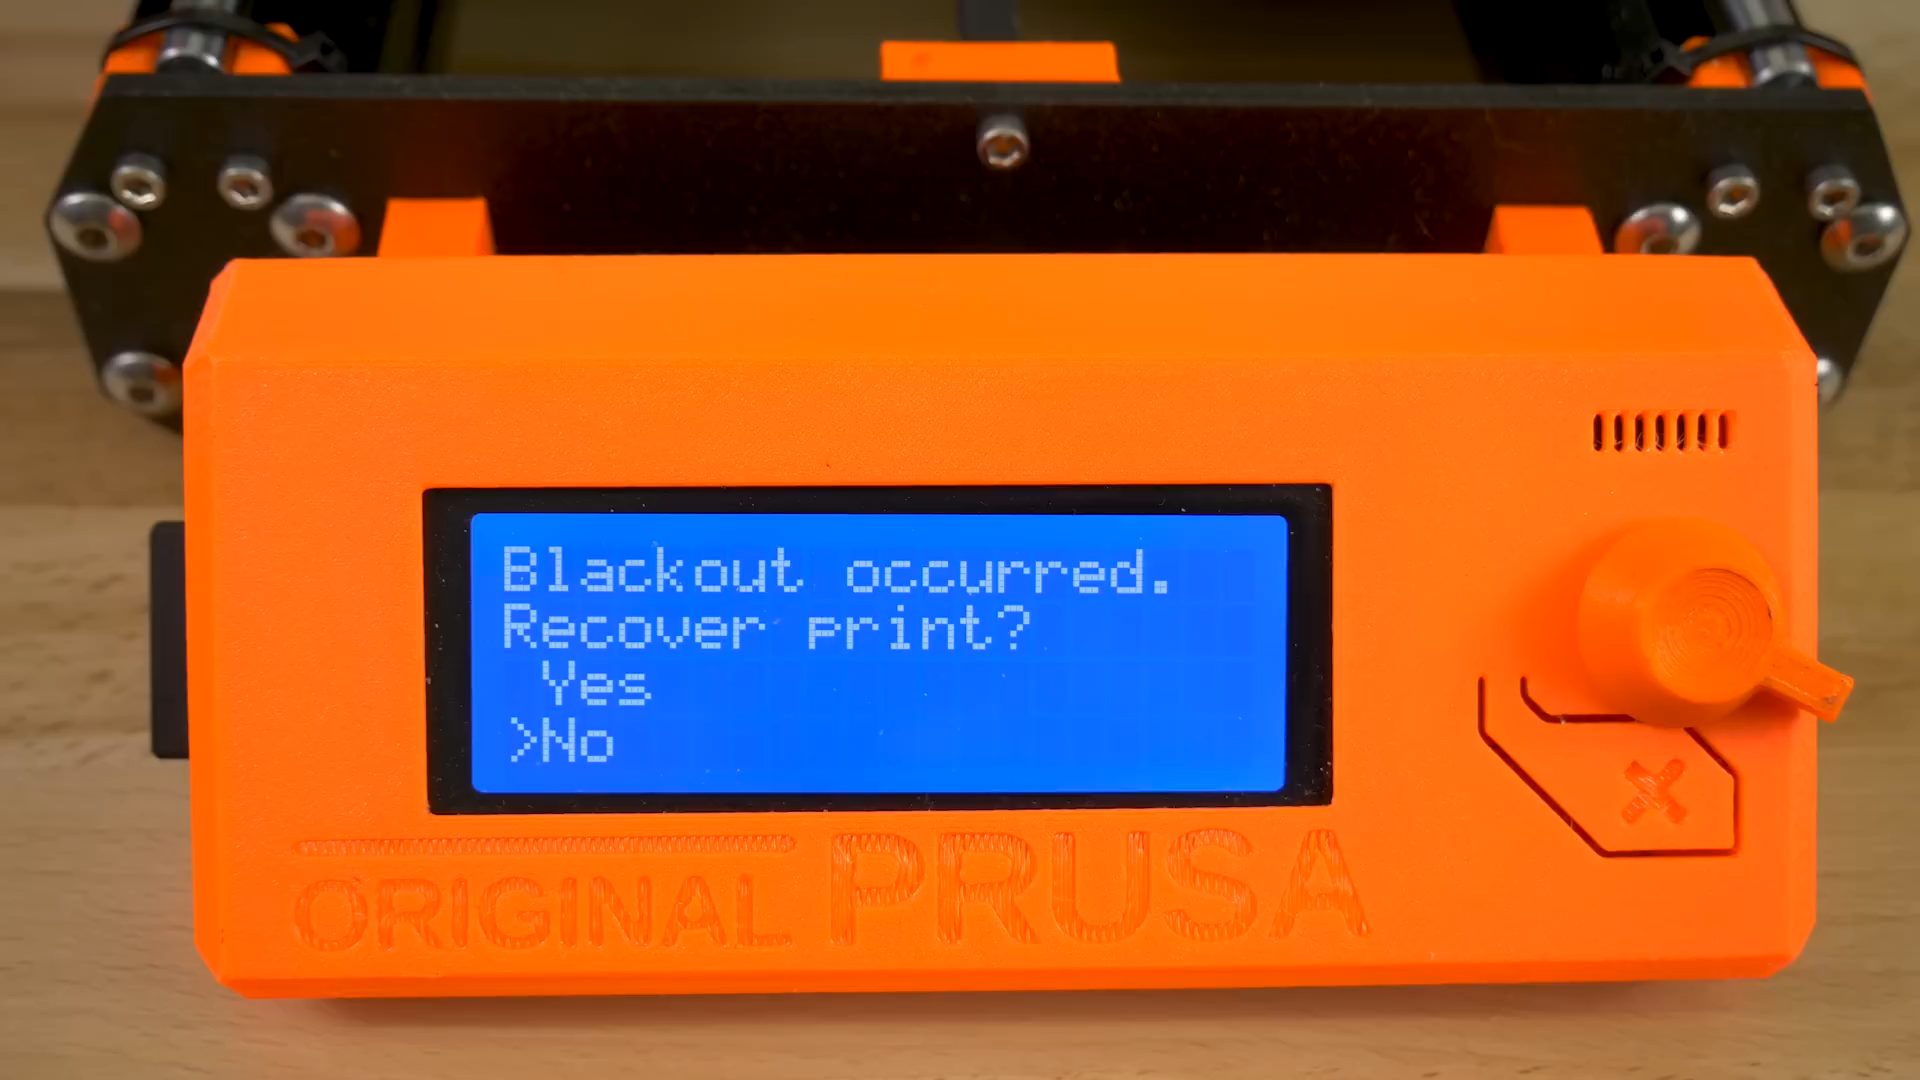 Blackout occurred.
Recover print?
Yes
>No
ORIGINAL PRUSA